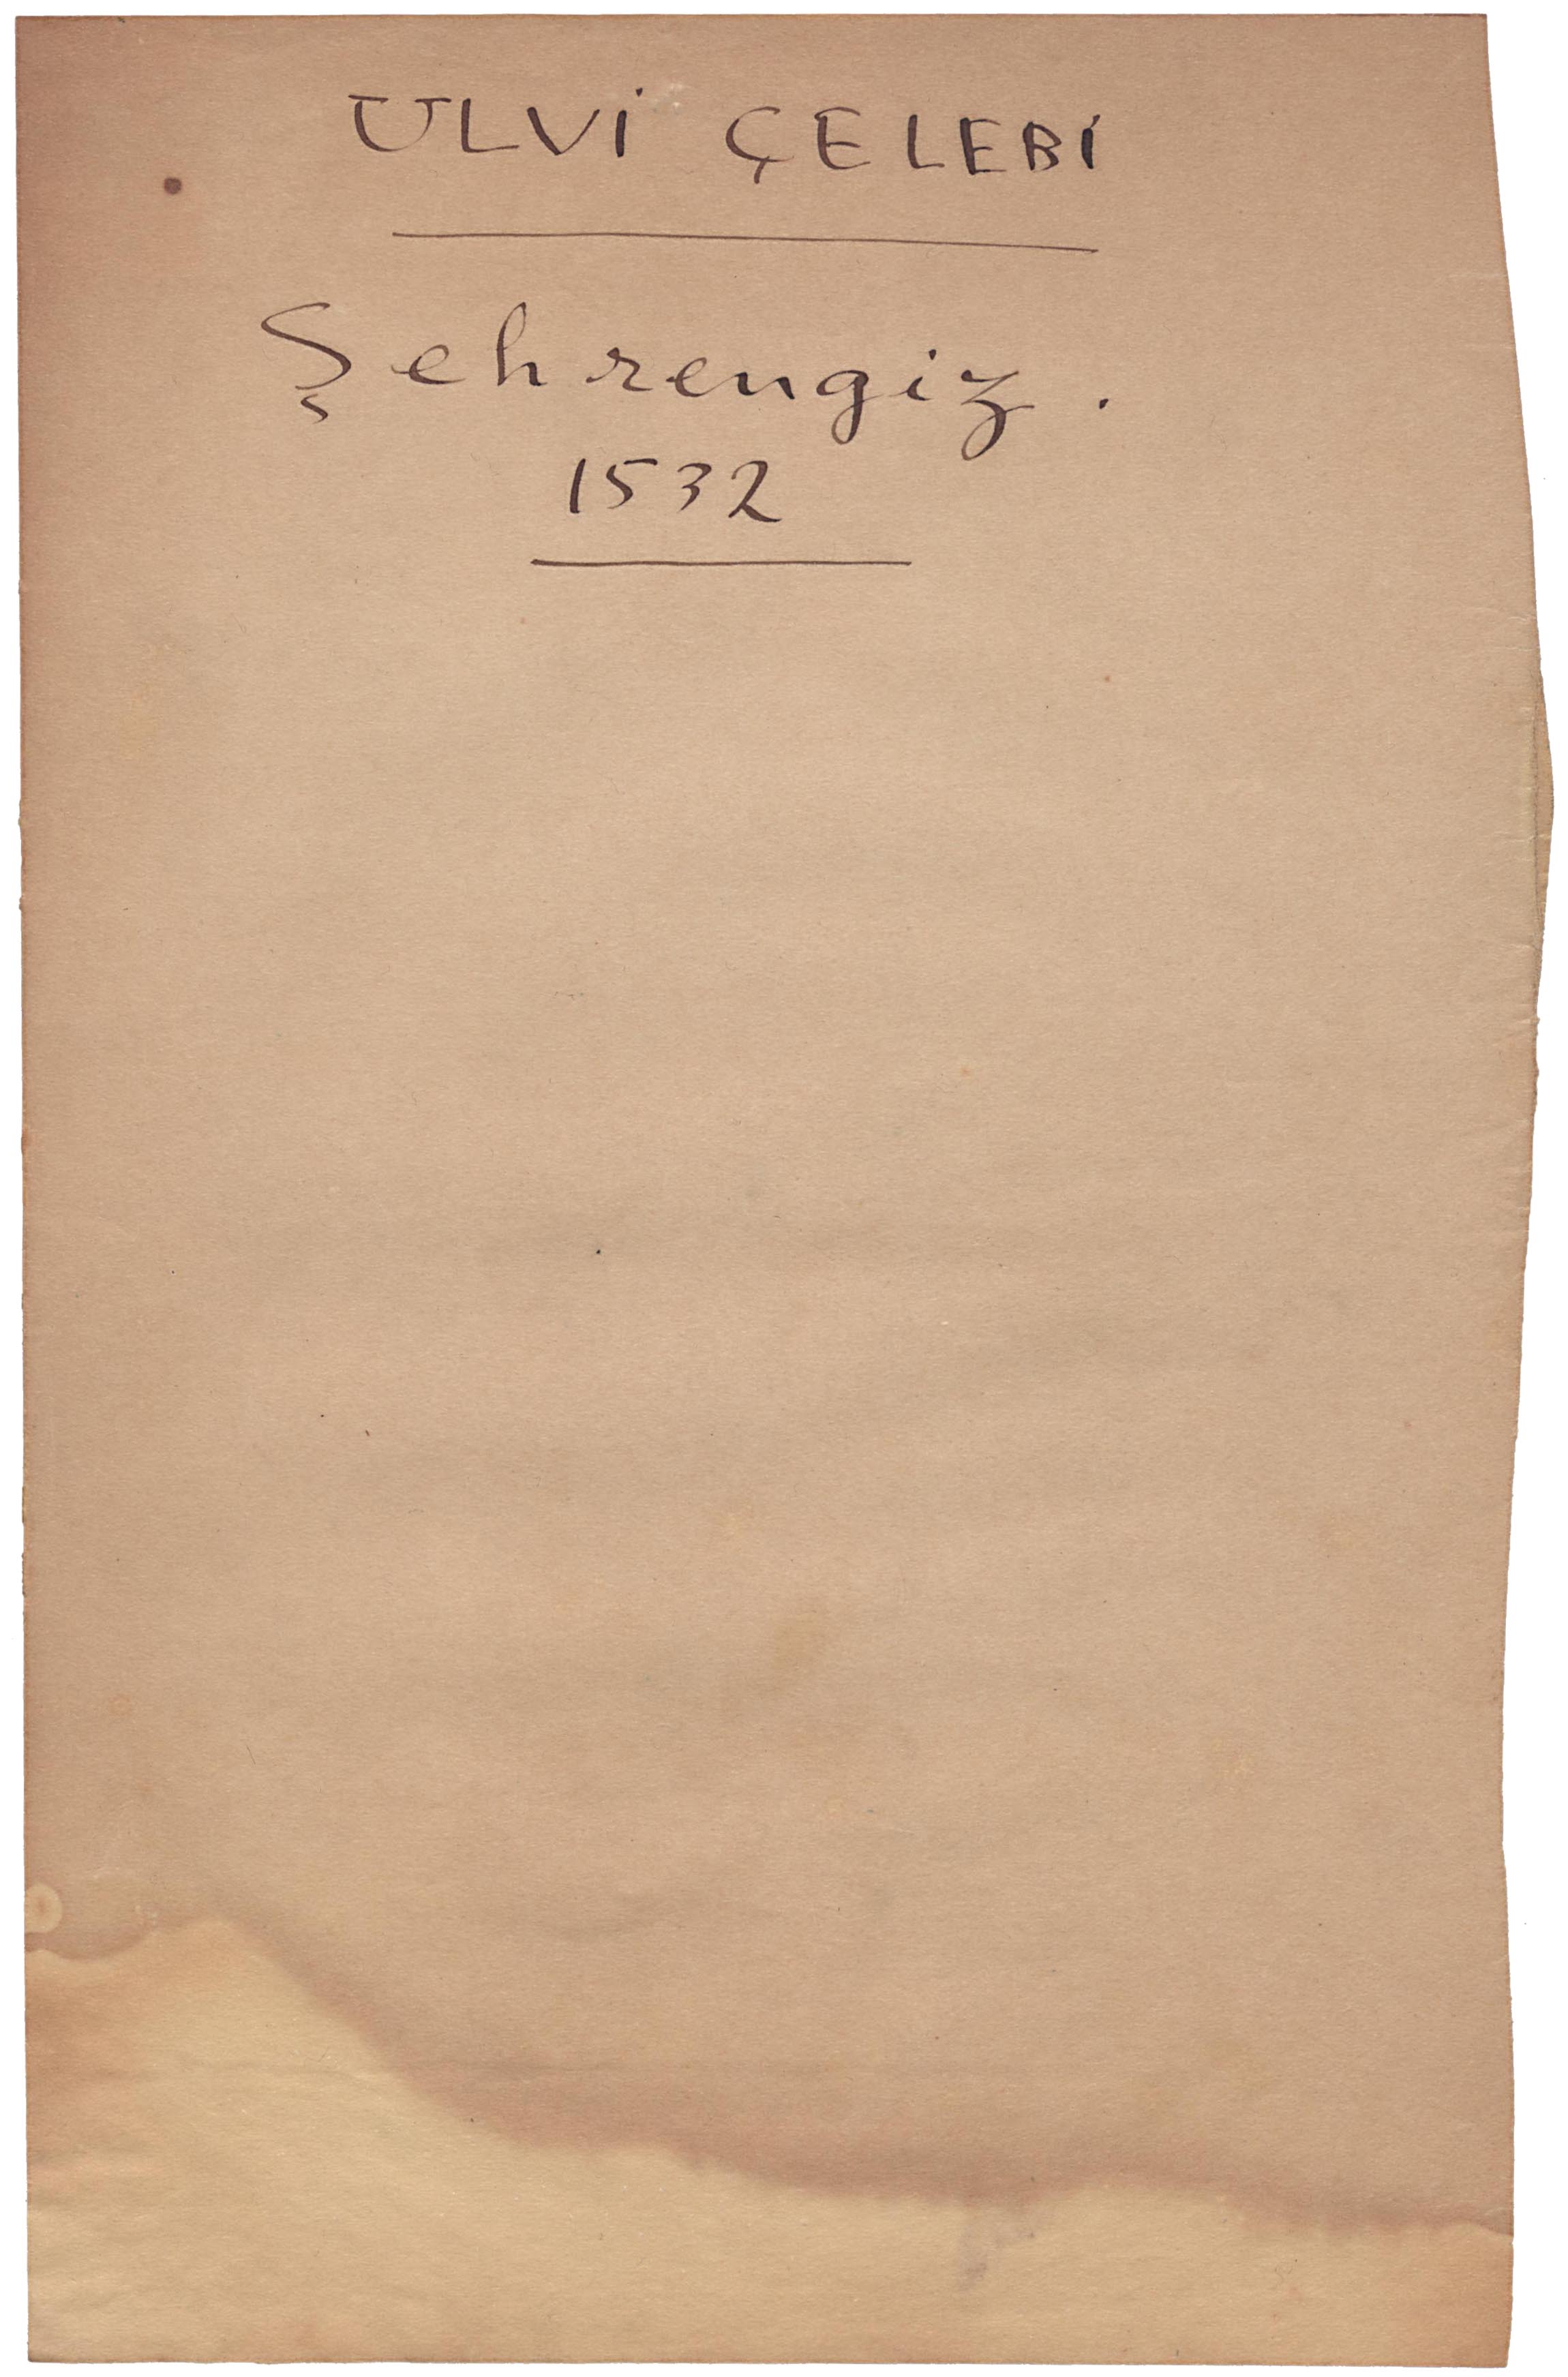 ULVİ ÇELEBİ
Şehrengiz.
1532